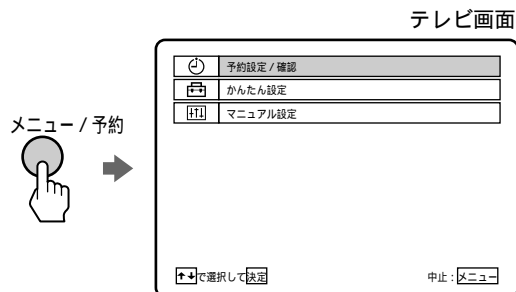 テレビ画面
予約設定 / 確認
かんたん設定
マニュアル設定
メニュー / 予約
↑↓で選択して決定
中止 : メニュー